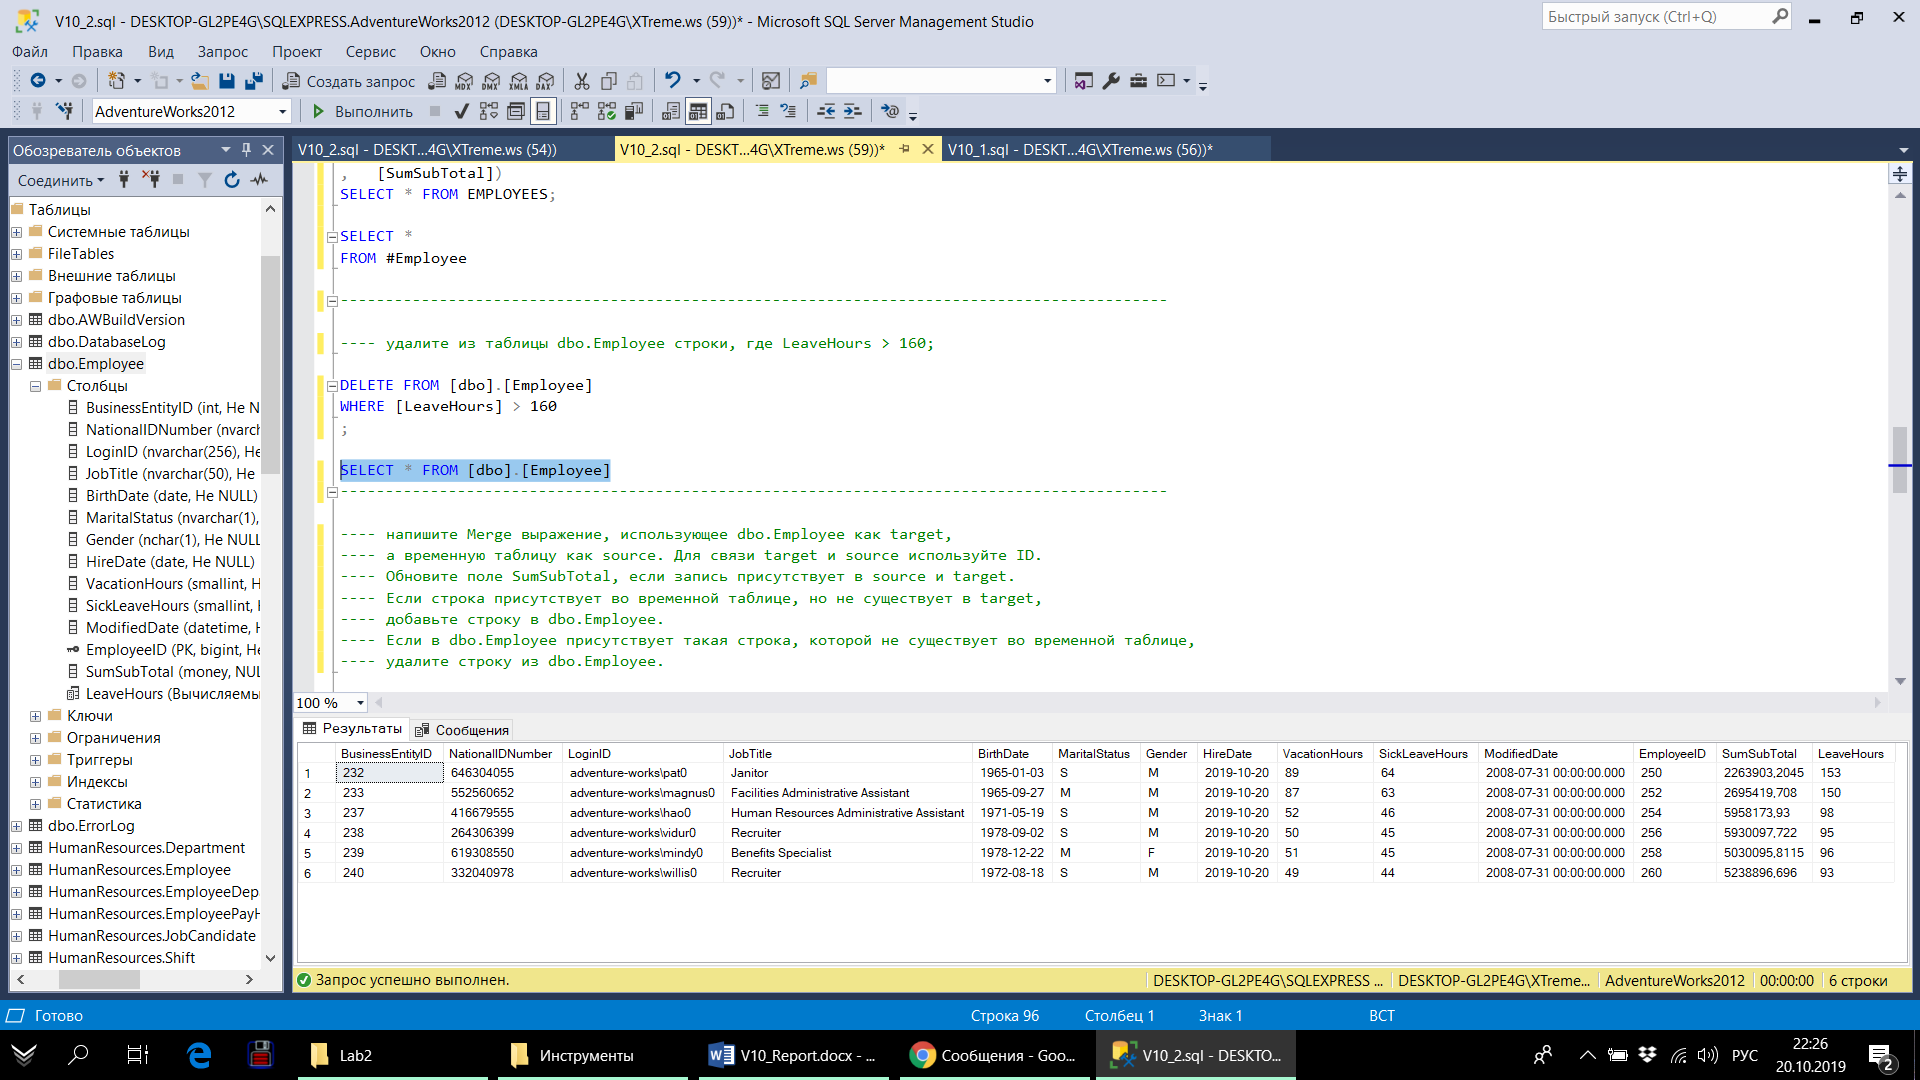 V10_2.sql - DESKTOP-GL2PE4G\SQLEXPRESS.AdventureWorks2012 (DESKTOP-GL2PE4G\XTreme.ws (59))* - Microsoft SQL Server Management Studio
Быстрый запуск (Ctrl+Q)
Файл Правка Вид Запрос Проект Сервис Окно Справка
Создать запрос
AdventureWorks2012 Выполнить
Обозреватель объектов
V10_2.sql - DESKT...4G\XTreme.ws (54)) V10_2.sql - DESKT...4G\XTreme.ws (59))* V10_1.sql - DESKT...4G\XTreme.ws (56))*
Соединить
Таблицы
Системные таблицы
FileTables
Внешние таблицы
Графовые таблицы
dbo.AWBuildVersion
dbo.DatabaseLog
dbo.Employee
Столбцы
BusinessEntityID (int, Не N
NationalIDNumber (nvarch
LoginID (nvarchar(256), Не
JobTitle (nvarchar(50), Не
BirthDate (date, Не NULL)
MaritalStatus (nvarchar(1),
Gender (nchar(1), Не NULL
HireDate (date, Не NULL)
VacationHours (smallint, Н
SickLeaveHours (smallint, Н
ModifiedDate (datetime, Н
EmployeeID (PK, bigint, Не
SumSubTotal (money, NUL
LeaveHours (Вычисляемы
Ключи
Ограничения
Триггеры
Индексы
Статистика
dbo.ErrorLog
HumanResources.Department
HumanResources.Employee
HumanResources.EmployeeDep
HumanResources.EmployeePayH
HumanResources.JobCandidate
HumanResources.Shift
, [SumSubTotal])
SELECT * FROM EMPLOYEES;
SELECT *
FROM #Employee
--------------------------------------------------------------------------------------------
---- удалите из таблицы dbo.Employee строки, где LeaveHours > 160;
DELETE FROM [dbo].[Employee]
WHERE [LeaveHours] > 160
;
SELECT * FROM [dbo].[Employee]
--------------------------------------------------------------------------------------------
---- напишите Merge выражение, использующее dbo.Employee как target,
---- а временную таблицу как source. Для связи target и source используйте ID.
---- Обновите поле SumSubTotal, если запись присутствует в source и target.
---- Если строка присутствует во временной таблице, но не существует в target,
---- добавьте строку в dbo.Employee.
---- Если в dbo.Employee присутствует такая строка, которой не существует во временной таблице,
---- удалите строку из dbo.Employee.
100 %
Результаты Сообщения
BusinessEntityID NationalIDNumber LoginID JobTitle BirthDate MaritalStatus Gender HireDate VacationHours SickLeaveHours ModifiedDate EmployeeID SumSubTotal LeaveHours
1 232 646304055 adventure-works\pat0 Janitor 1965-01-03 S M 2019-10-20 89 64 2008-07-31 00:00:00.000 250 2263903,2045 153
2 233 552560652 adventure-works\magnus0 Facilities Administrative Assistant 1965-09-27 M M 2019-10-20 87 63 2008-07-31 00:00:00.000 252 2695419,708 150
3 237 416679555 adventure-works\hao0 Human Resources Administrative Assistant 1971-05-19 S M 2019-10-20 52 46 2008-07-31 00:00:00.000 254 5958173,93 98
4 238 264306399 adventure-works\vidur0 Recruiter 1978-09-02 S M 2019-10-20 50 45 2008-07-31 00:00:00.000 256 5930097,722 95
5 239 619308550 adventure-works\mindy0 Benefits Specialist 1978-12-22 M F 2019-10-20 51 45 2008-07-31 00:00:00.000 258 5030095,8115 96
6 240 332040978 adventure-works\willis0 Recruiter 1972-08-18 S M 2019-10-20 49 44 2008-07-31 00:00:00.000 260 5238896,696 93
Запрос успешно выполнен. DESKTOP-GL2PE4G\SQLEXPRESS ... DESKTOP-GL2PE4G\XTreme... AdventureWorks2012 00:00:00 6 строки
Готово Строка 96 Столбец 1 Знак 1 ВСТ
Lab2 Инструменты V10_Report.docx - ... Сообщения - Goo... V10_2.sql - DESKTO... РУС 22:26
20.10.2019 2